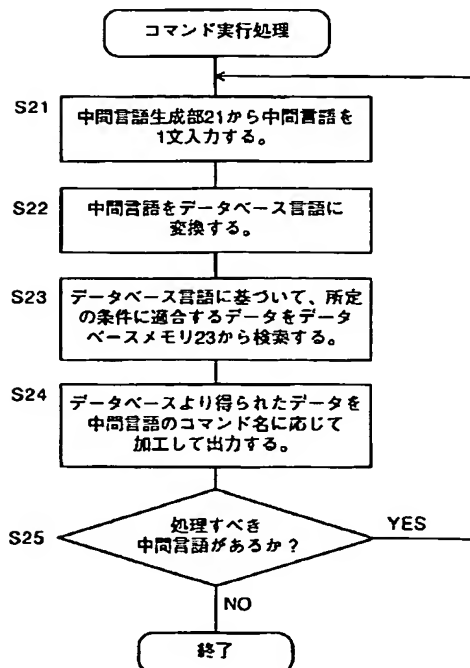 コマンド実行処理
S21
中間言語生成部21から中間言語を
1文入力する。
S22
中間言語をデータベース言語に
変換する。
S23
データベース言語に基づいて、所定
の条件に適合するデータをデータ
ベースメモリ23から検索する。
S24
データベースより得られたデータを
中間言語のコマンド名に応じて
加工して出力する。
S25
処理すべき
中間言語があるか?
YES
NO
終了